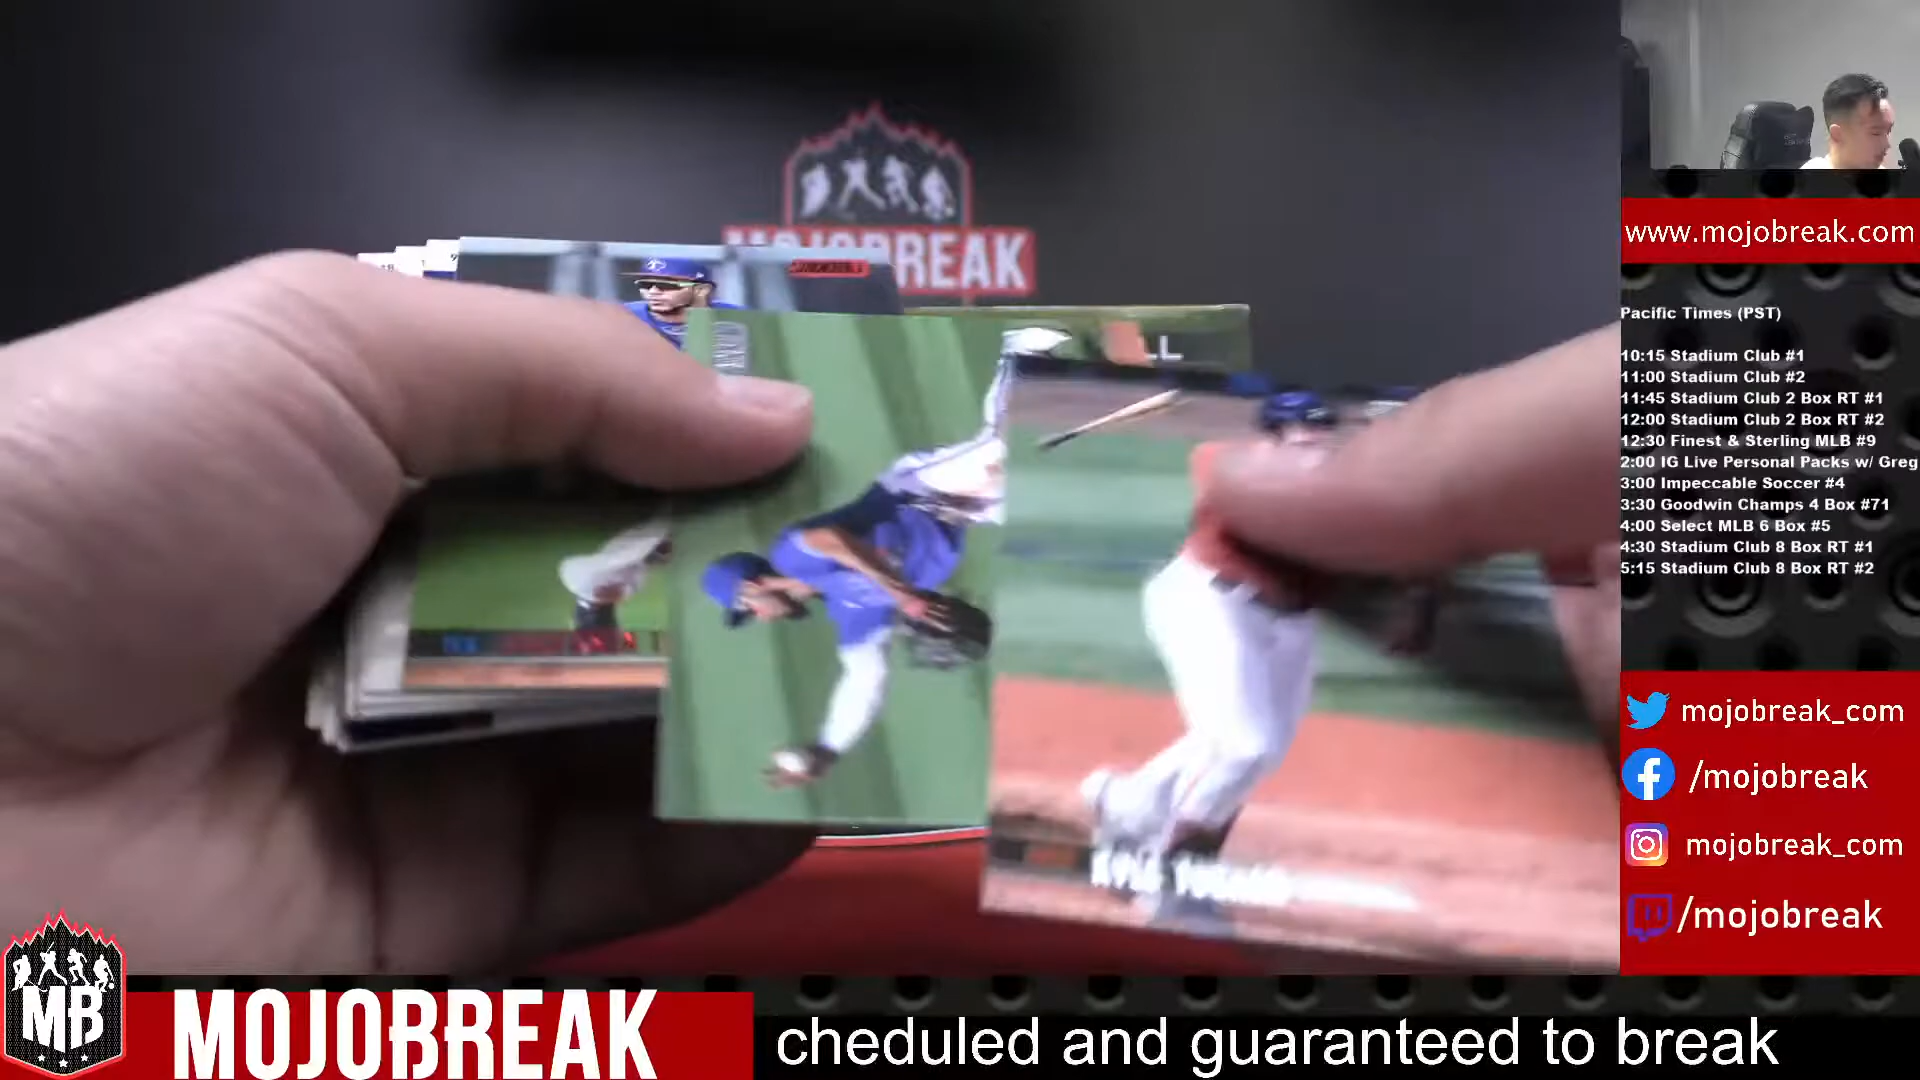 MOJOBREAK
www.mojobreak.com
Pacific Times (PST)
10:15 Stadium Club #1
11:00 Stadium Club #2
11:45 Stadium Club 2 Box RT #1
12:00 Stadium Club 2 Box RT #2
12:30 Finest & Sterling MLB #9
2:00 IG Live Personal Packs w/ Greg
3:00 Impeccable Soccer #4
3:30 Goodwin Champs 4 Box #71
4:00 Select MLB 6 Box #5
4:30 Stadium Club 8 Box RT #1
5:15 Stadium Club 8 Box RT #2
mojobreak_com
/mojobreak
mojobreak_com
/mojobreak
MB
MOJOBREAK
cheduled and guaranteed to break